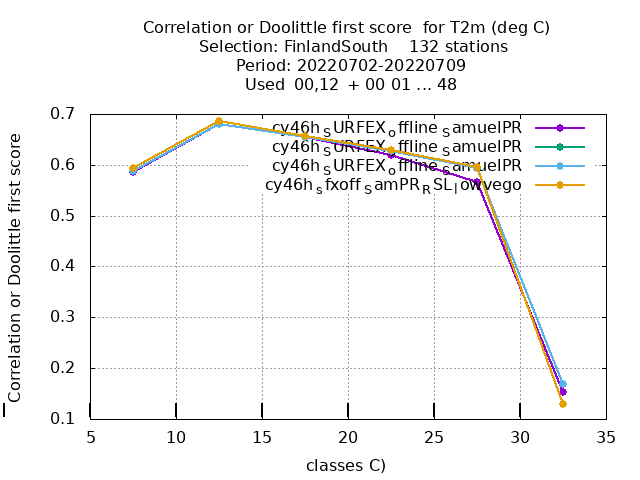 Correlation or Doolittle first score  for T2m (deg C)
Selection: FinlandSouth    132 stations
Period: 20220702-20220709
Used  00,12  + 00 01 ... 48
Correlation or Doolittle first score
0.7
0.6
0.5
0.4
0.3
0.2
0.1
cy46h_SURFEX_offline_SamuelPR
cy46h_SURFEX_offline_SamuelPR
cy46h_SURFEX_offline_SamuelPR
cy46h_sfxoff_SamPR_RSL_lowvego
5 10 15 20 25 30 35
classes C)